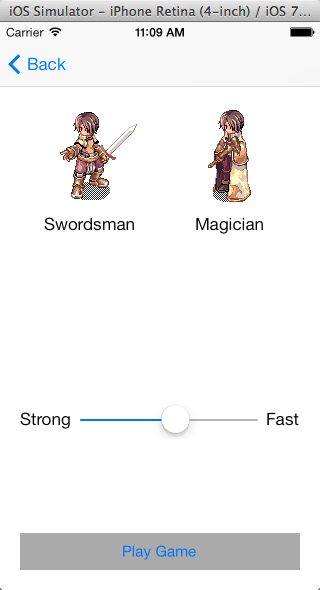 iOS Simulator – iPhone Retina (4-inch) / iOS 7...
Carrier 11:09 AM
Back
Swordsman Magician
Strong Fast
Play Game